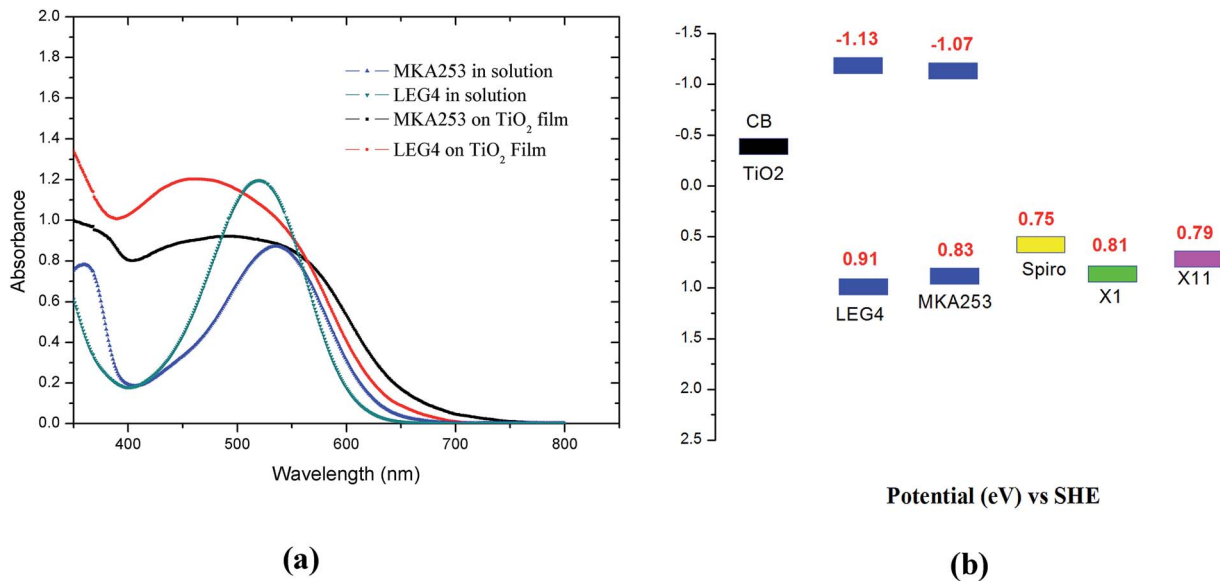 2.0
1.8
1.6
1.4
1.2
1.0
0.8
0.6
0.4
0.2
0.0
Absorbance
MKA253 in solution
LEG4 in solution
MKA253 on TiO2 film
LEG4 on TiO2 Film
400 500 600 700 800
Wavelength (nm)
(a)
-1.5
-1.0
-0.5
0.0
0.5
1.0
1.5
2.0
2.5
-1.13 -1.07
CB
TiO2
0.91
LEG4
0.83
MKA253
0.75
Spiro
0.81
X1
0.79
X11
Potential (eV) vs SHE
(b)